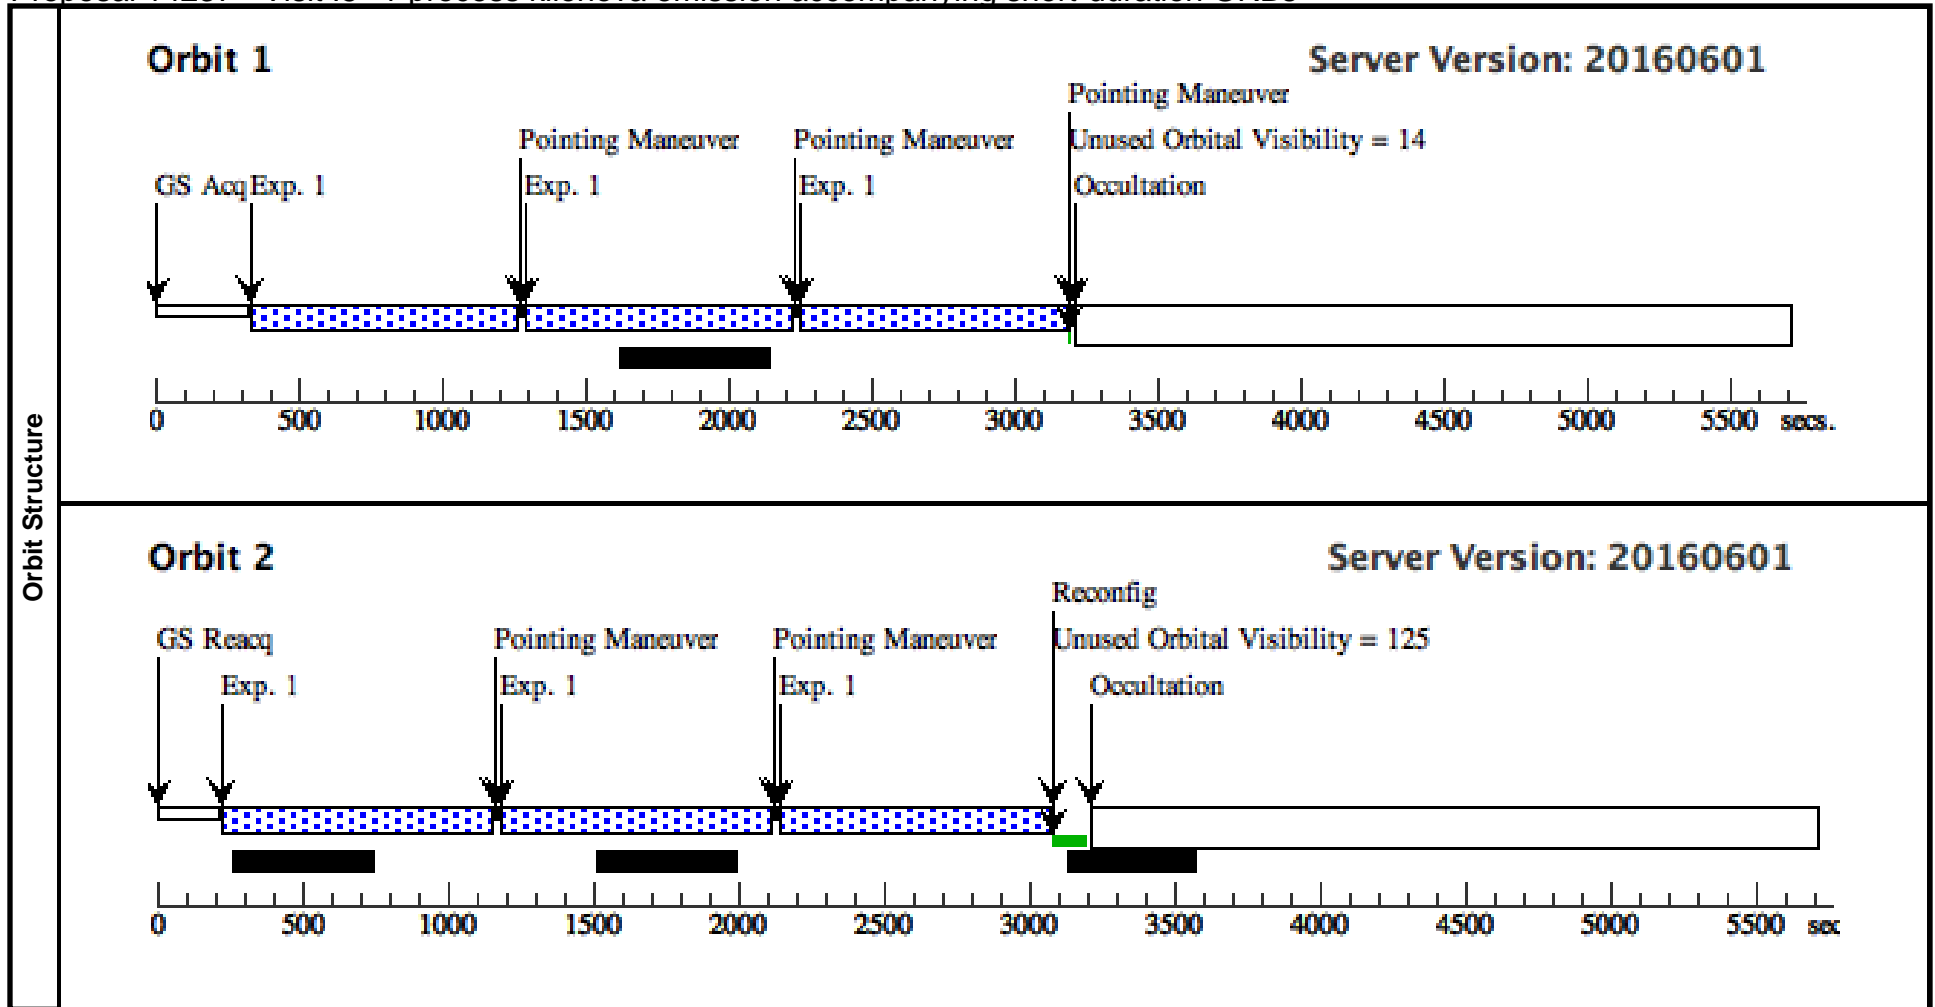 Orbit Structure
Orbit 1
Server Version: 20160601
Pointing Maneuver
Pointing Maneuver Pointing Maneuver Unused Orbital Visibility = 14
GS Acq Exp. 1 Exp. 1 Exp. 1 Occultation
0 500 1000 1500 2000 2500 3000 3500 4000 4500 5000 5500 secs.
Orbit 2
Server Version: 20160601
Reconfig
GS Reacq Pointing Maneuver Pointing Maneuver Unused Orbital Visibility = 125
Exp. 1 Exp. 1 Exp. 1 Occultation
0 500 1000 1500 2000 2500 3000 3500 4000 4500 5000 5500 sec